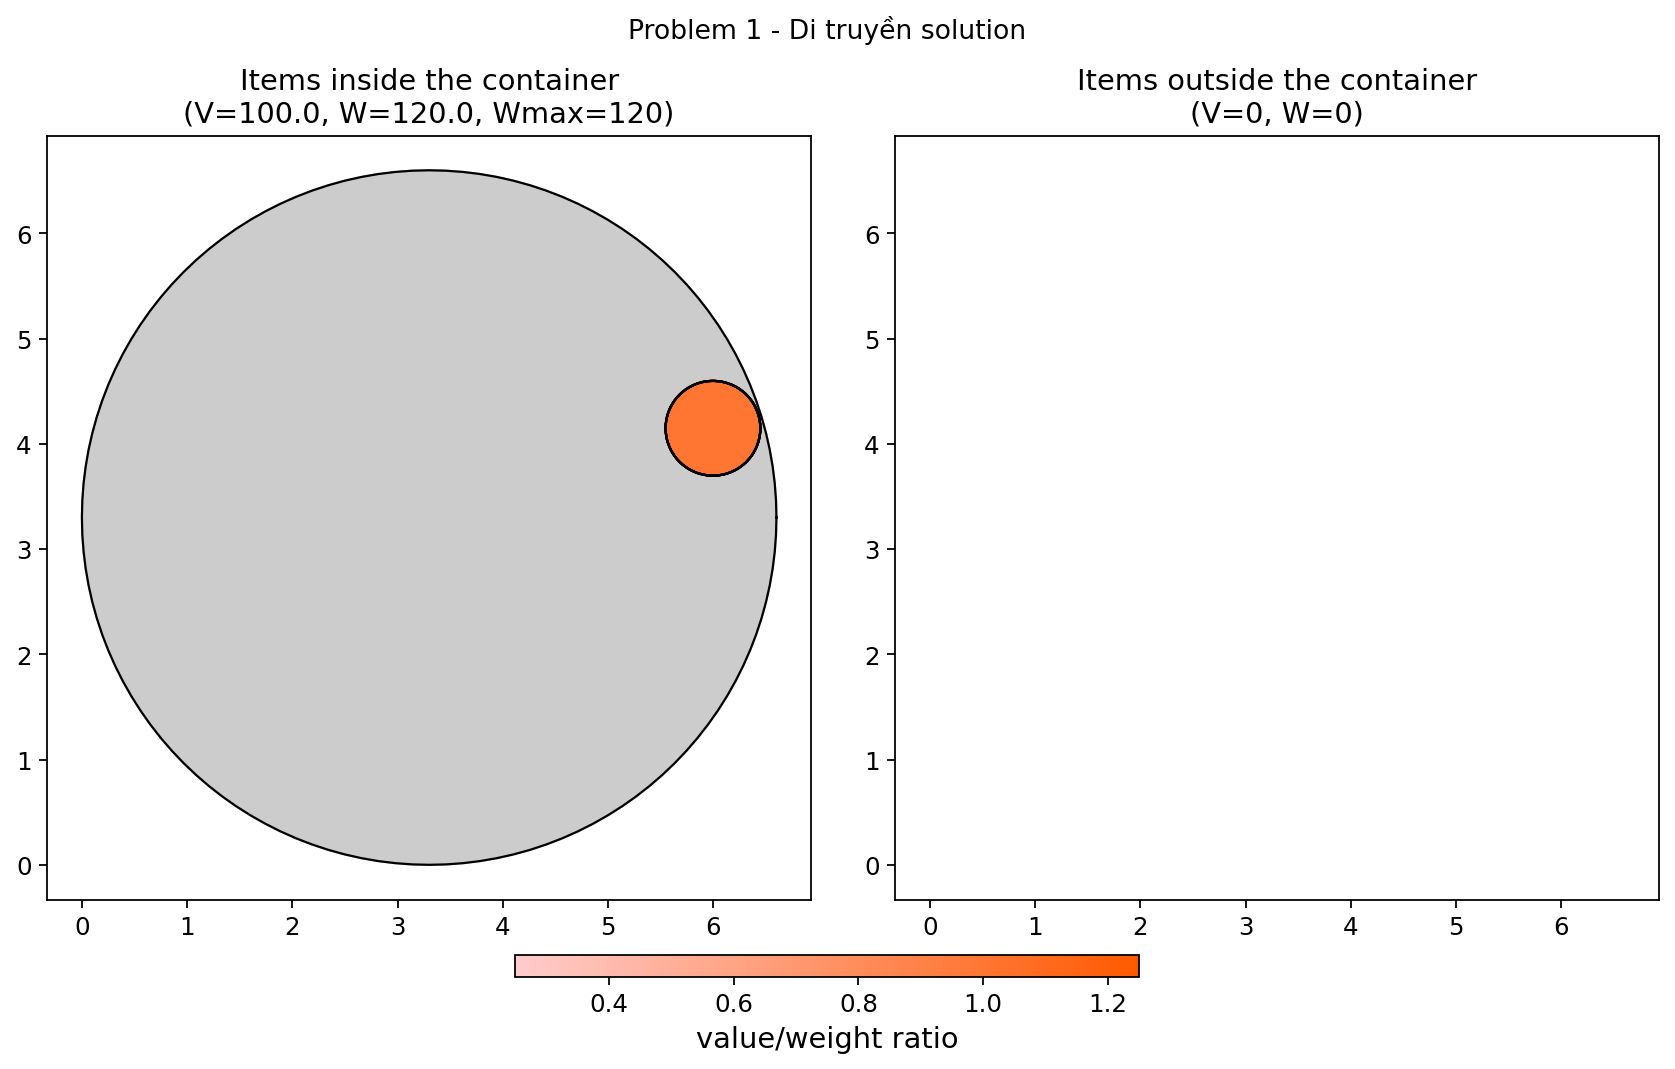 Problem 1 - Di truyền solution
Items inside the container
(V=100.0, W=120.0, Wmax=120)
Items outside the container
(V=0, W=0)
6
5
4
3
2
1
0
0 1 2 3 4 5 6
6
5
4
3
2
1
0
0 1 2 3 4 5 6
0.4 0.6 0.8 1.0 1.2
value/weight ratio